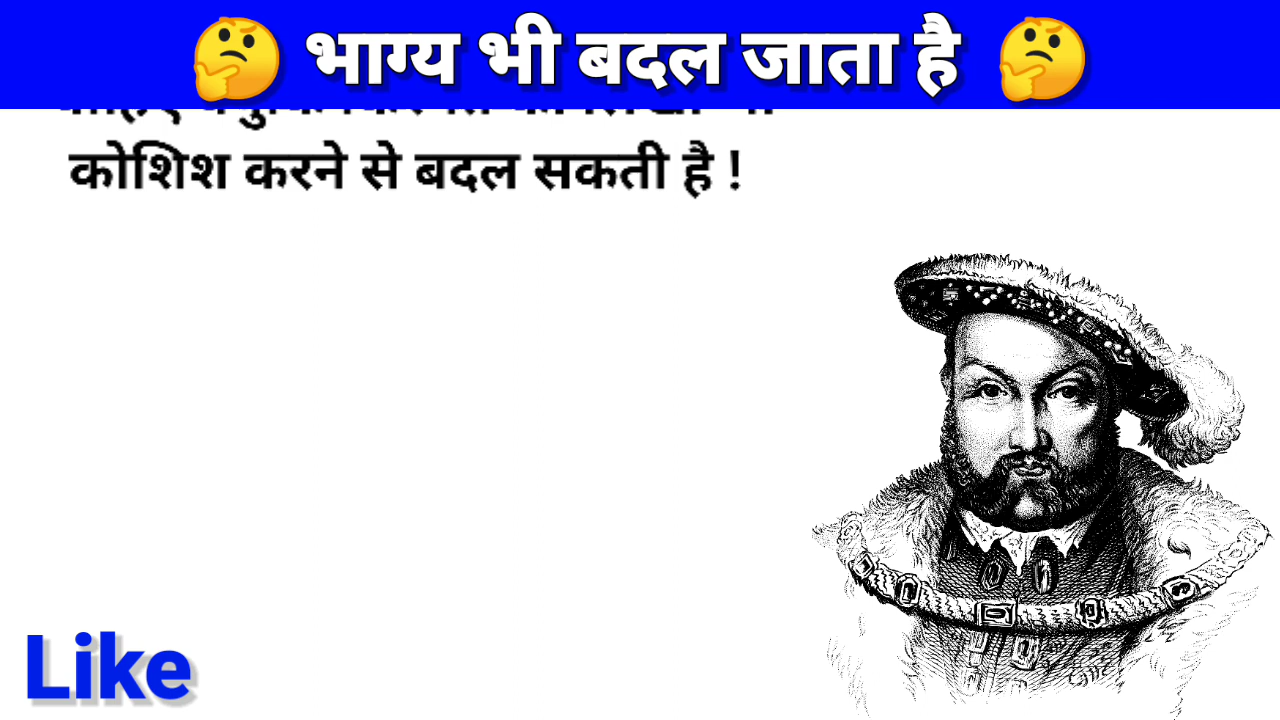 भाग्य भी बदल जाता है
कोशिश करने से बदल सकती है !
Like